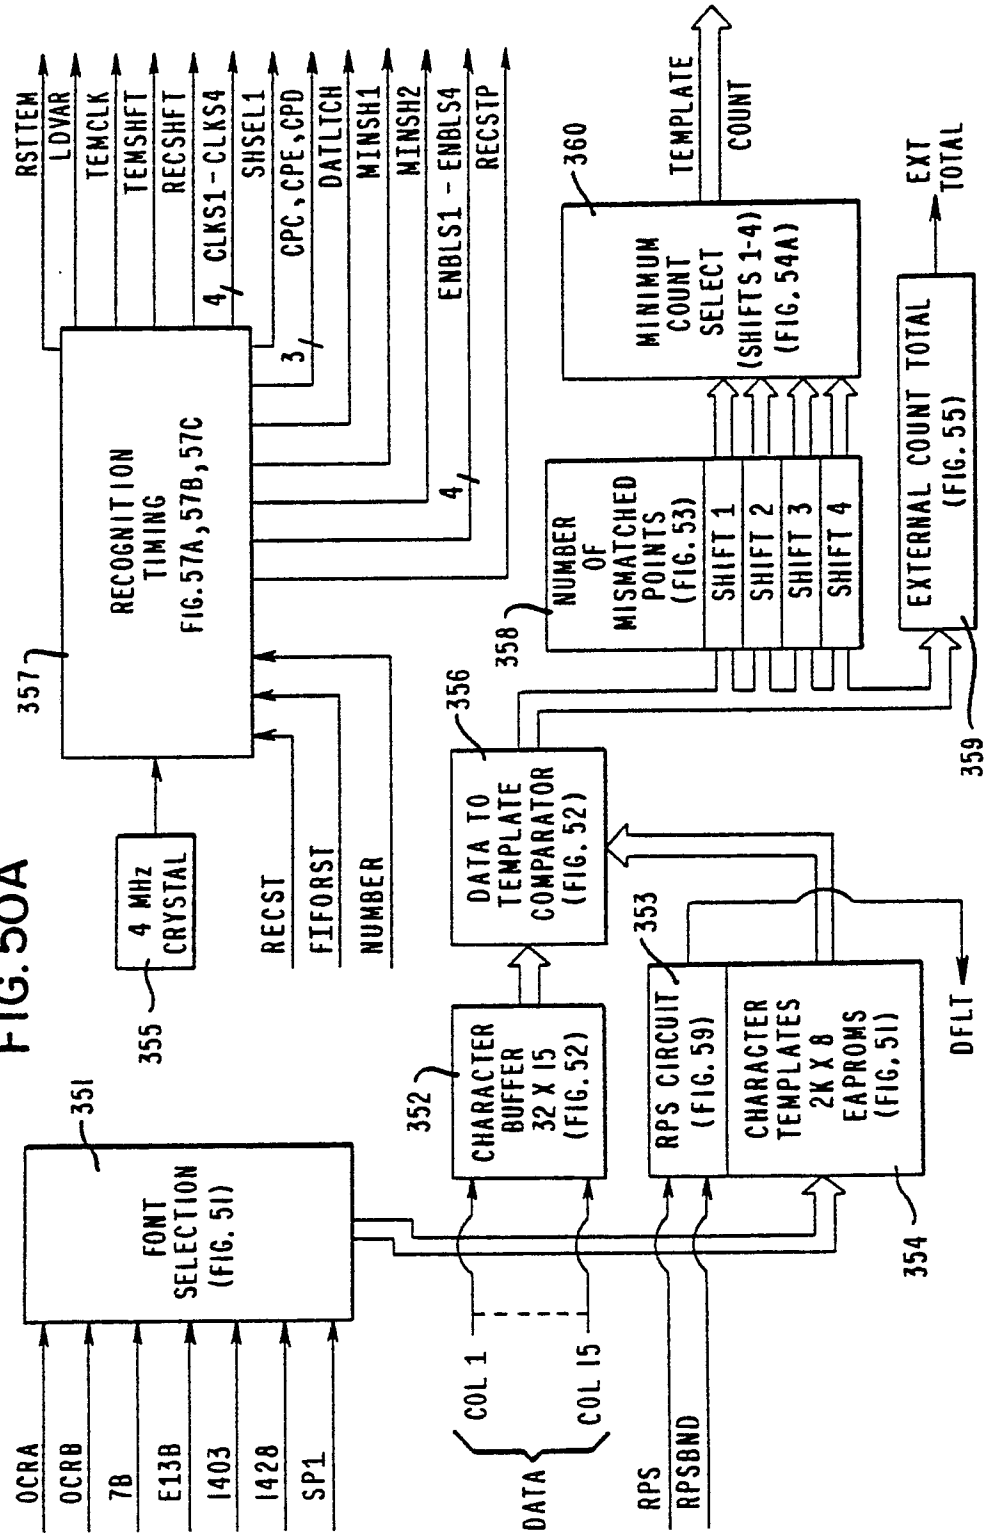 FIG. 50A
OCRA
OCRB
7B
E13B
1403
1428
SP1
351
FONT
SELECTION
(FIG. 51)
355
4 MHz
CRYSTAL
RECST
FIFORST
NUMBER
357
RECOGNITION
TIMING
FIG. 57A, 57B, 57C
RSTTEM
LDVAR
TEMCLK
TEMSHFT
RECSHFT
4 CLKS1-CLKS4
SHSEL1
3 CPC, CPE, CPD
DATLTCH
MINSH1
MINSH2
4 ENBLS1 - ENBLS4
RECSTP
DATA
COL 1
COL 15
352
CHARACTER
BUFFER
32 X 15
(FIG. 52)
356
DATA TO
TEMPLATE
COMPARATOR
(FIG. 52)
RPS
RPSBND
353
RPS CIRCUIT
(FIG. 59)
CHARACTER
TEMPLATES
2K X 8
EAPROMS
(FIG. 51)
354
DFLT
358
NUMBER
OF
MISMATCHED
POINTS
(FIG. 53)
SHIFT 1
SHIFT 2
SHIFT 3
SHIFT 4
360
MINIMUM
COUNT
SELECT
(SHIFTS 1-4)
(FIG. 54A)
TEMPLATE
COUNT
359
EXTERNAL COUNT TOTAL
(FIG. 55)
EXT
TOTAL